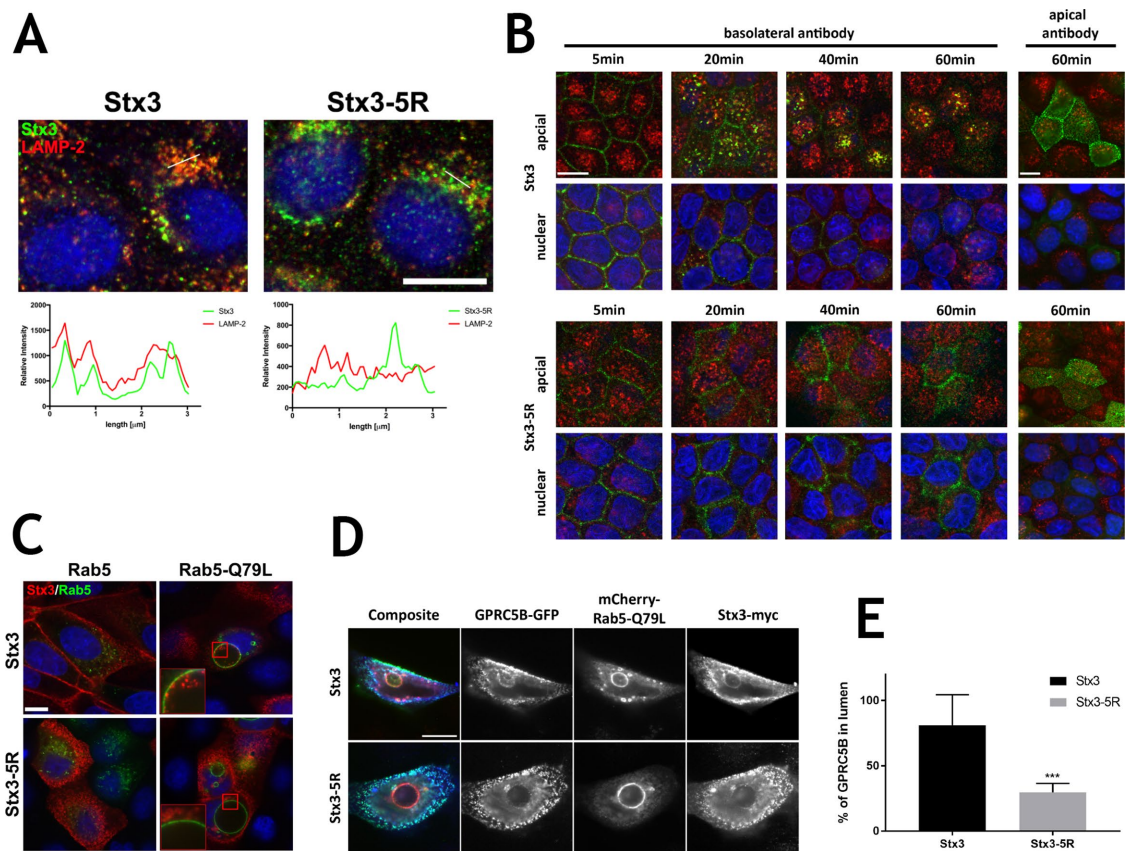 A
Stx3
Stx3-5R
Stx3
LAMP-2
2000
1500
1000
500
0
Relative Intensity
0
1
2
3
length [μm]
Stx3
LAMP-2
1000
800
600
400
200
0
Relative Intensity
0
1
2
3
length [μm]
Stx3-5R
LAMP-2
B
basolateral antibody
apical
antibody
5min
20min
40min
60min
60min
Stx3
apcial
nuclear
5min
20min
40min
60min
60min
Stx3-5R
apcial
nuclear
C
Rab5
Rab5-Q79L
Stx3/Rab5
Stx3
Stx3-5R
D
Composite
GPRC5B-GFP
mCherry-
Rab5-Q79L
Stx3-myc
Stx3
Stx3-5R
E
Stx3
Stx3-5R
% of GPRC5B in lumen
100
50
0
***
Stx3
Stx3-5R